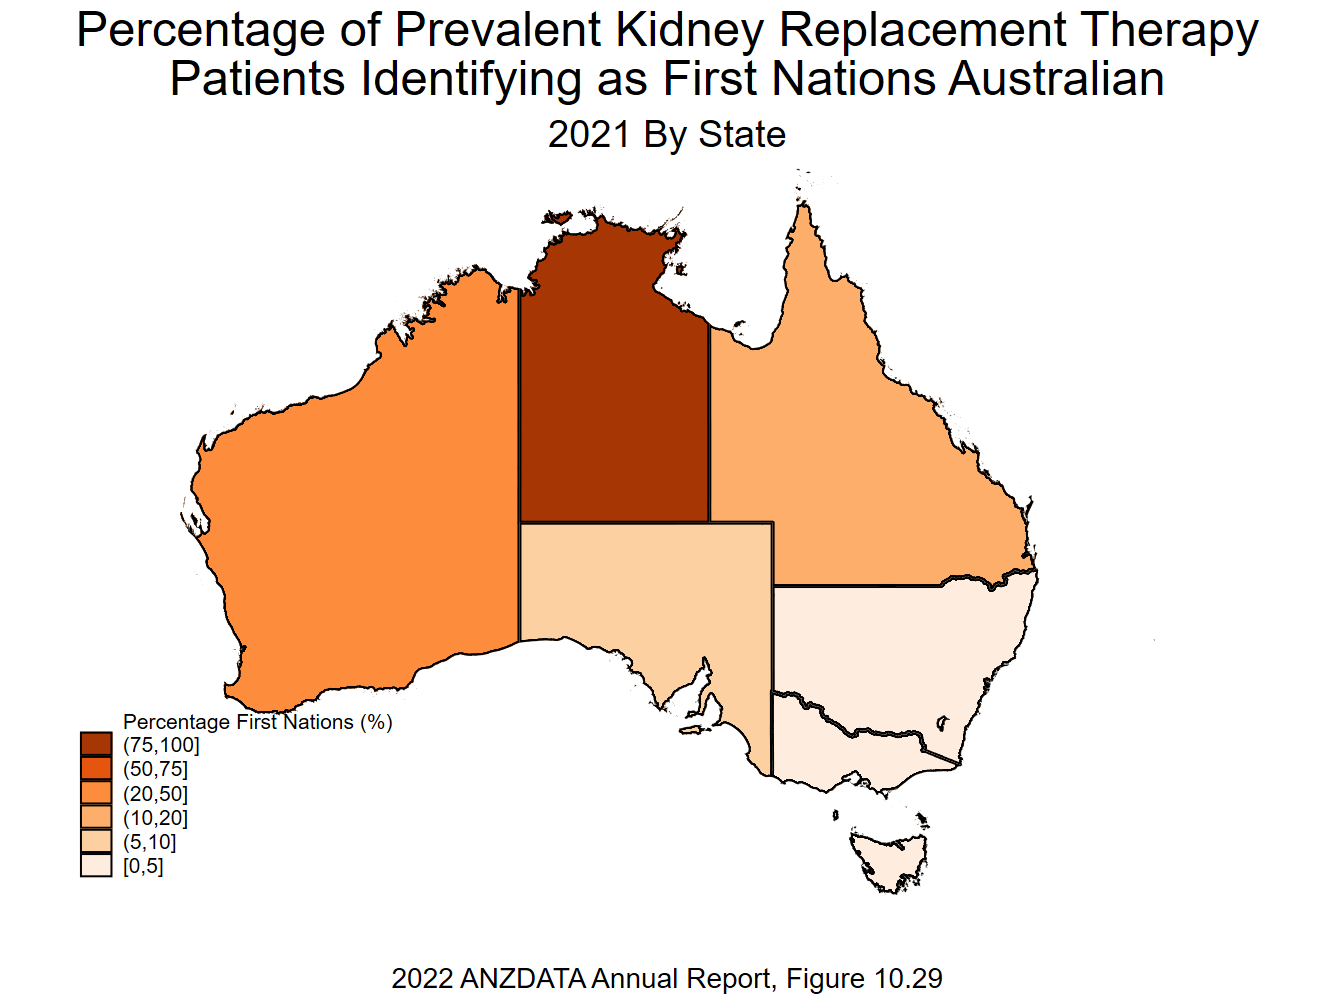 Percentage of Prevalent Kidney Replacement Therapy
Patients Identifying as First Nations Australian
2021 By State
Percentage First Nations (%)
(75,100]
(50,75]
(20,50]
(10,20]
(5,10]
[0,5]
2022 ANZDATA Annual Report, Figure 10.29